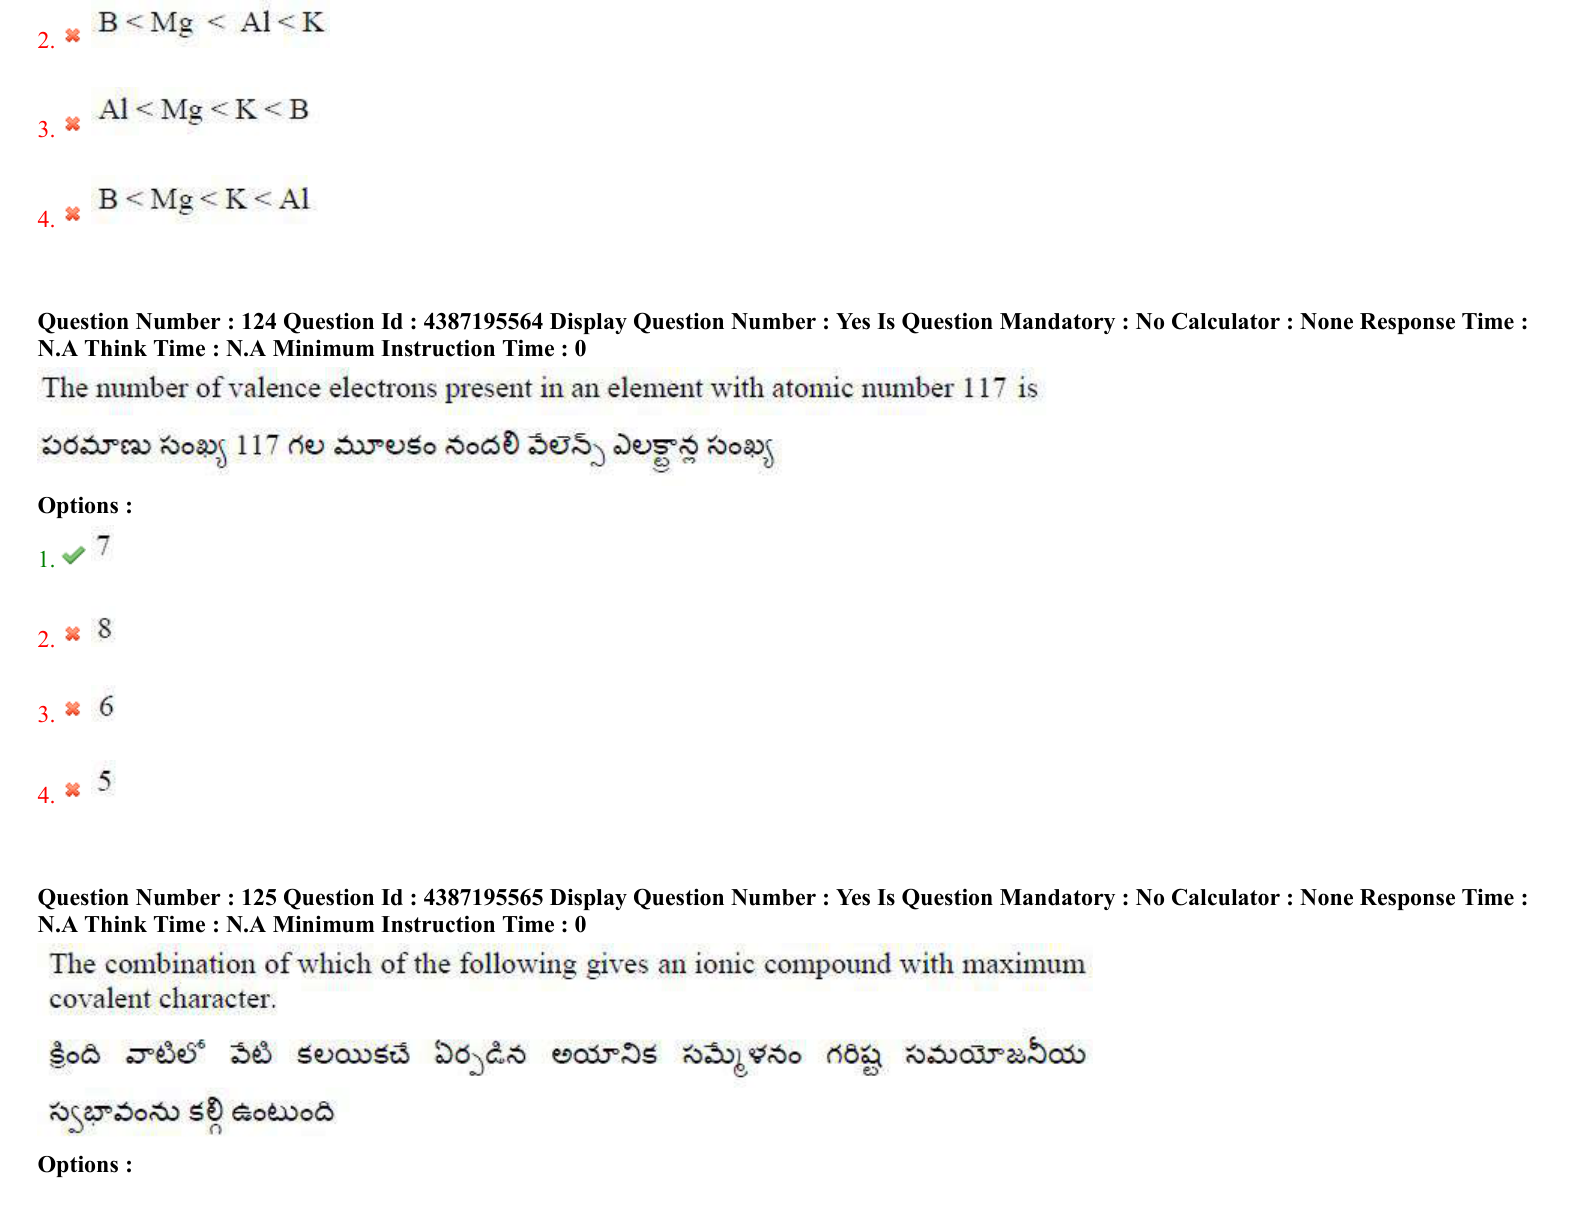 2. B < Mg < Al < K
3. Al < Mg < K < B
4. B < Mg < K < Al
Question Number : 124 Question Id : 4387195564 Display Question Number : Yes Is Question Mandatory : No Calculator : None Response Time :
N.A Think Time : N.A Minimum Instruction Time : 0
The number of valence electrons present in an element with atomic number 117 is
పరమాణు సంఖ్య 117 గల మూలకం నందలి వేలెన్స్ ఎలక్ట్రాన్ల సంఖ్య
Options :
1. 7
2. 8
3. 6
4. 5
Question Number : 125 Question Id : 4387195565 Display Question Number : Yes Is Question Mandatory : No Calculator : None Response Time :
N.A Think Time : N.A Minimum Instruction Time : 0
The combination of which of the following gives an ionic compound with maximum
covalent character.
క్రింది వాటిలో వేటి కలయికచే ఏర్పడిన అయానిక సమ్మేళనం గరిష్ట సమయోజనీయ
స్వభావంను కల్గి ఉంటుంది
Options :